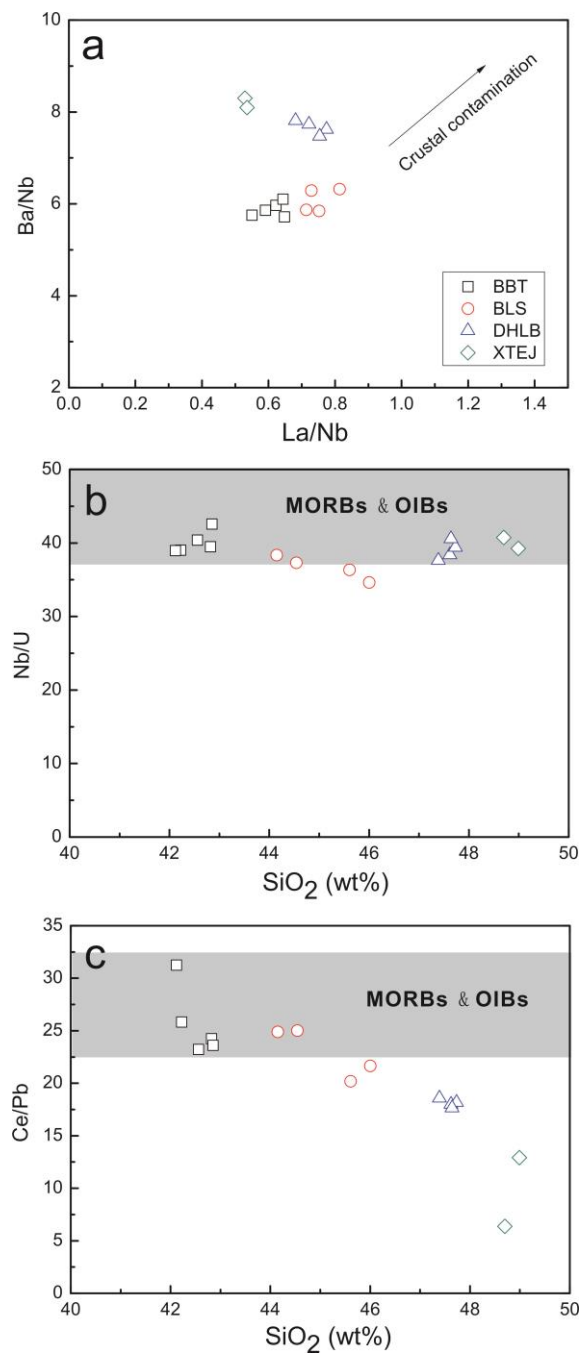 a
10
8
6
4
2
Ba/Nb
Crustal contamination
BBT
BLS
DHLB
XTEJ
0.0 0.2 0.4 0.6 0.8 1.0 1.2 1.4
La/Nb
b
MORBs & OIBs
50
40
30
20
10
0
Nb/U
40 42 44 46 48 50
SiO2 (wt%)
c
MORBs & OIBs
35
30
25
20
15
10
5
0
Ce/Pb
40 42 44 46 48 50
SiO2 (wt%)